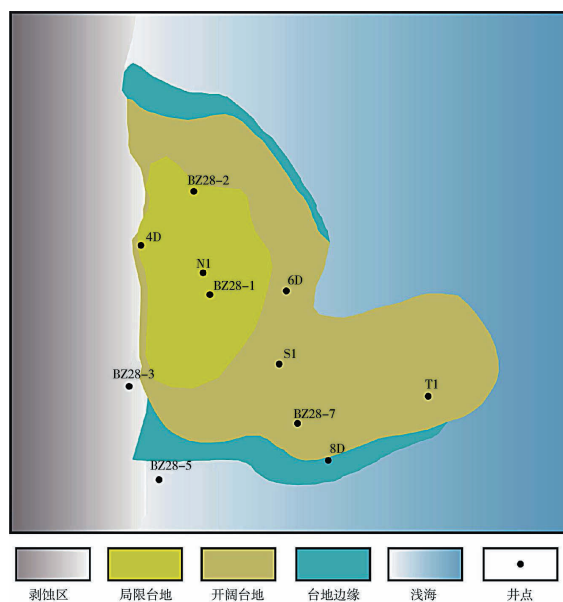 BZ28-2
4D
N1
BZ28-1
6D
S1
BZ28-3
T1
BZ28-7
8D
BZ28-5
剥蚀区 局限台地 开阔台地 台地边缘 浅海 井点